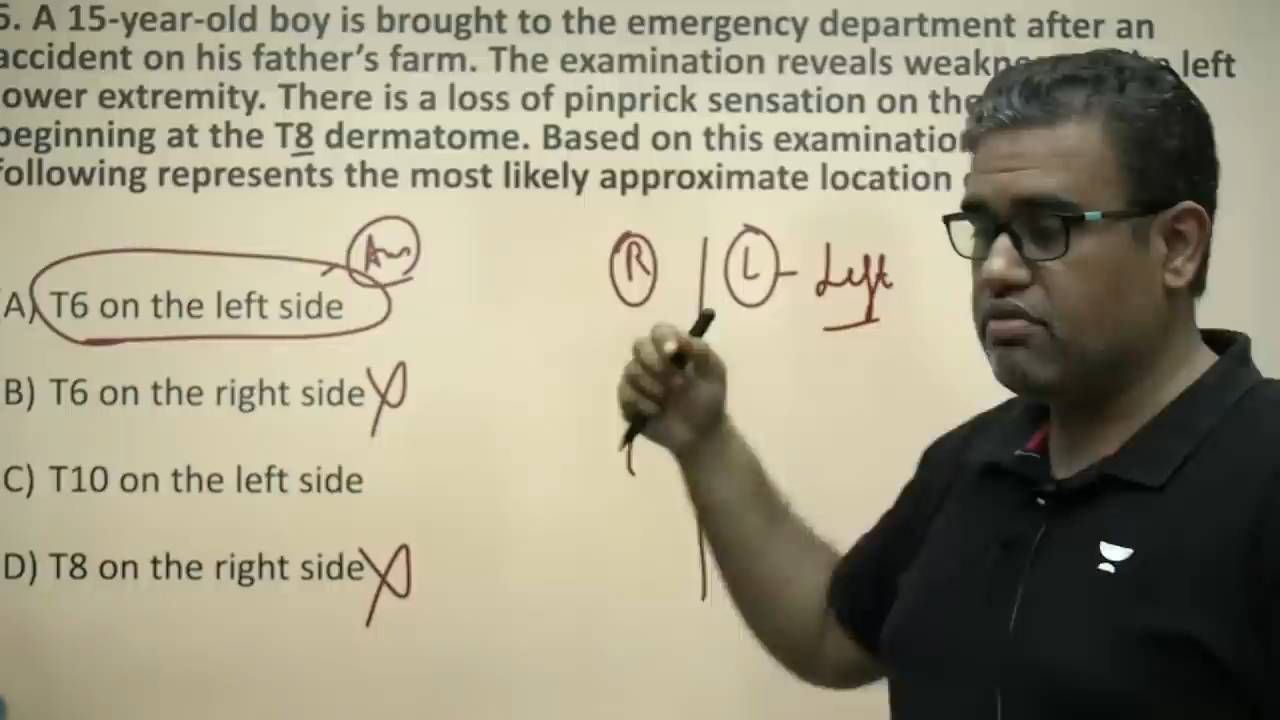 5. A 15-year-old boy is brought to the emergency department after an
accident on his father's farm. The examination reveals left
lower extremity. There is a loss of pinprick sensation on the
beginning at the T8 dermatome. Based on this
following represents the most likely approximate location
Ans
R L - Left
A) T6 on the left side
B) T6 on the right side
C) T10 on the left side
D) T8 on the right side